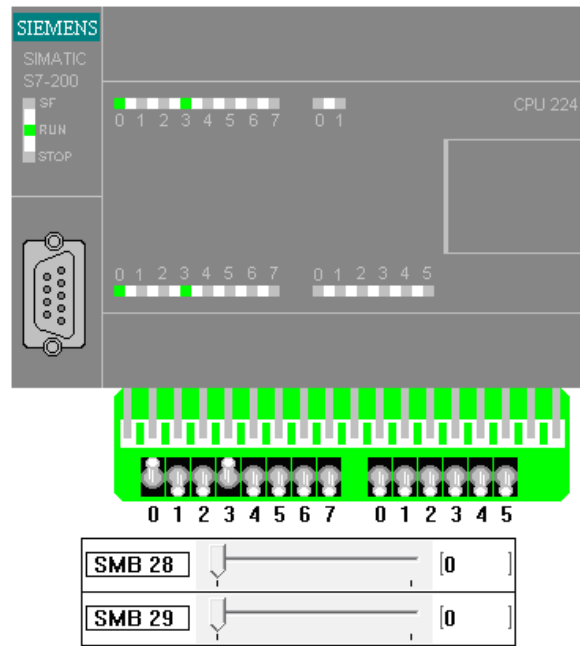 SIEMENS
SIMATIC
S7-200
SF
RUN
STOP
0 1 2 3 4 5 6 7 0 1
CPU 224
0 1 2 3 4 5 6 7 0 1 2 3 4 5
0 1 2 3 4 5 6 7 0 1 2 3 4 5
SMB 28 [0 ]
SMB 29 [0 ]